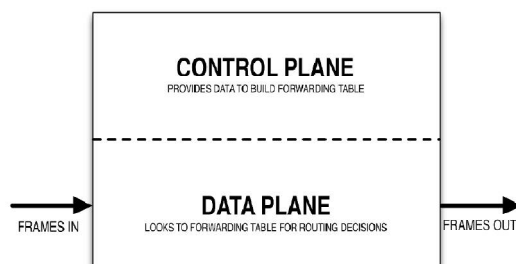 CONTROL PLANE
PROVIDES DATA TO BUILD FORWARDING TABLE
DATA PLANE
LOOKS TO FORWARDING TABLE FOR ROUTING DECISIONS
FRAMES IN
FRAMES OUT